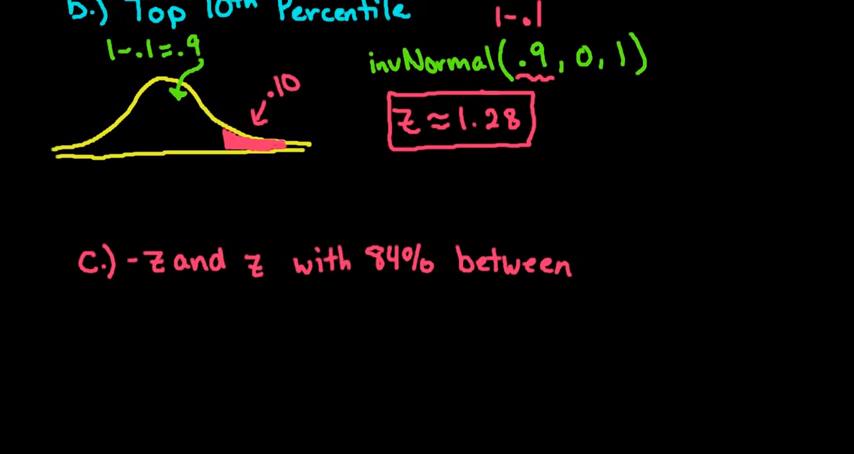 b.) Top 10th Percentile
1-.1
1-.1=.9
invNormal(.9, 0, 1)
.10
z ≈ 1.28
C.) -z and z with 84% between